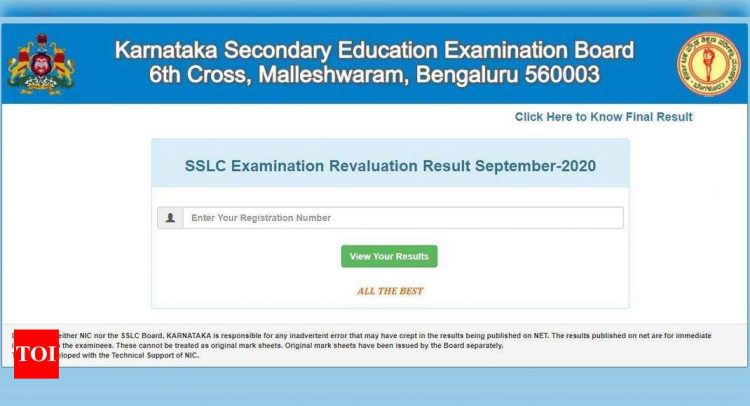 Karnataka Secondary Education Examination Board
6th Cross, Malleshwaram, Bengaluru 560003
Click Here to Know Final Result
SSLC Examination Revaluation Result September-2020
Enter Your Registration Number
View Your Results
ALL THE BEST
either NIC nor the SSLC Board, KARNATAKA is responsible for any inadvertent error that may have crept in the results being published on NET. The results published on net are for immediate
the examinees. These cannot be treated as original mark sheets. Original mark sheets have been issued by the Board separately.
eloped with the Technical Support of NIC.
TOI